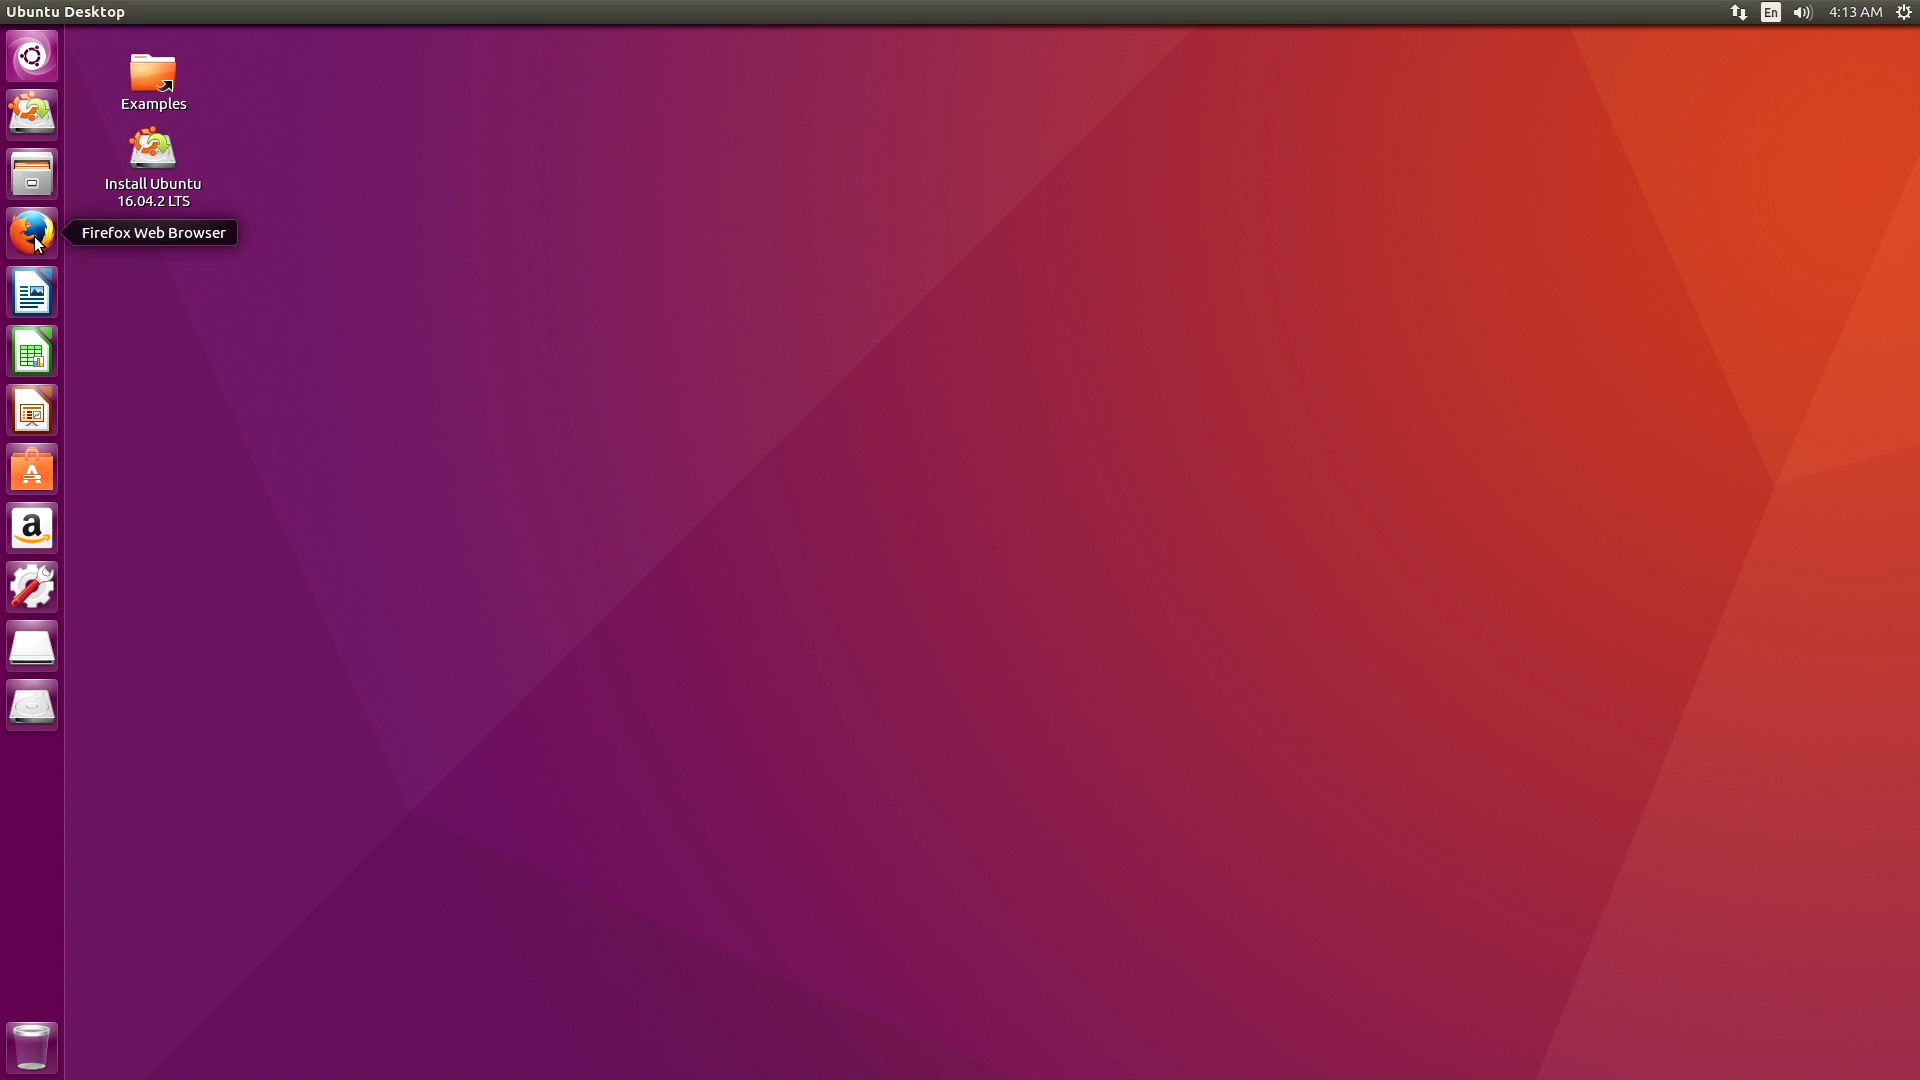 Ubuntu Desktop
En
4:13 AM
Examples
Install Ubuntu
16.04.2 LTS
Firefox Web Browser
A
a